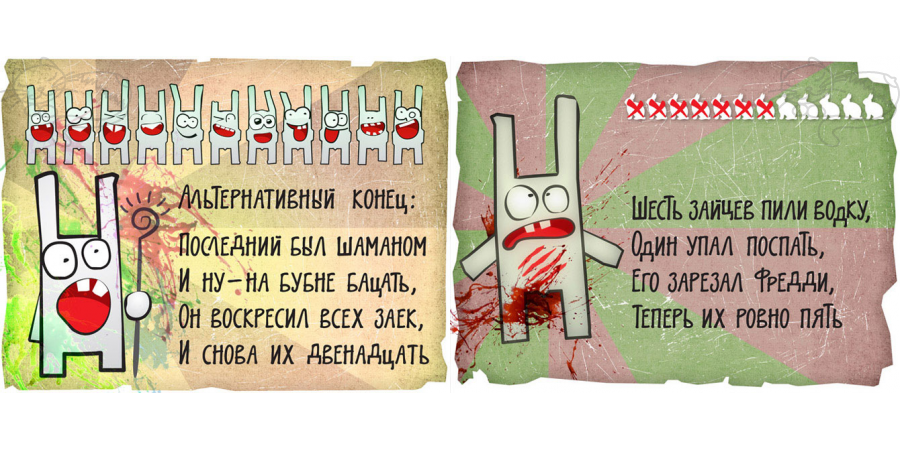 Альтернативный конец:
Последний был шаманом
И ну-на бубне бацать,
Он воскресил всех заек,
И снова их двенадцать
Шесть зайцев пили водку,
Один упал поспать,
Его зарезал Фредди,
Теперь их ровно пять